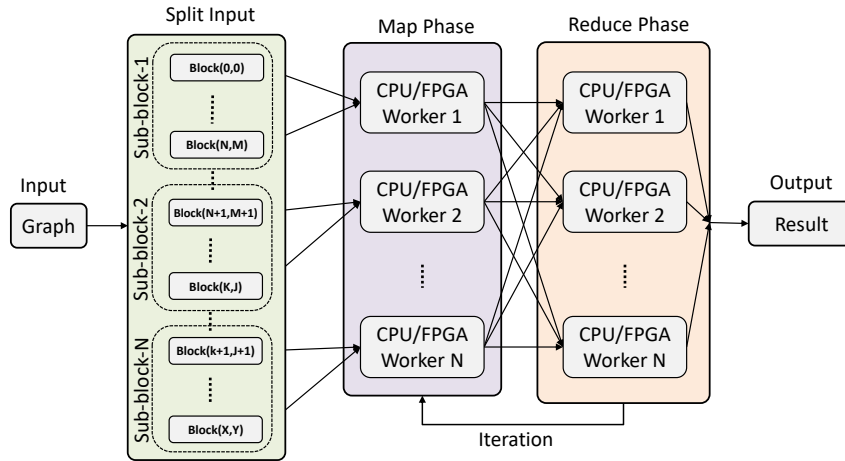 Split Input
Map Phase
Reduce Phase
Input
Graph
Sub-block-1
Block(0,0)
Block(N,M)
Sub-block-2
Block(N+1,M+1)
Block(K,J)
Sub-block-N
Block(k+1,J+1)
Block(X,Y)
CPU/FPGA
Worker 1
CPU/FPGA
Worker 2
CPU/FPGA
Worker N
CPU/FPGA
Worker 1
CPU/FPGA
Worker 2
CPU/FPGA
Worker N
Iteration
Output
Result